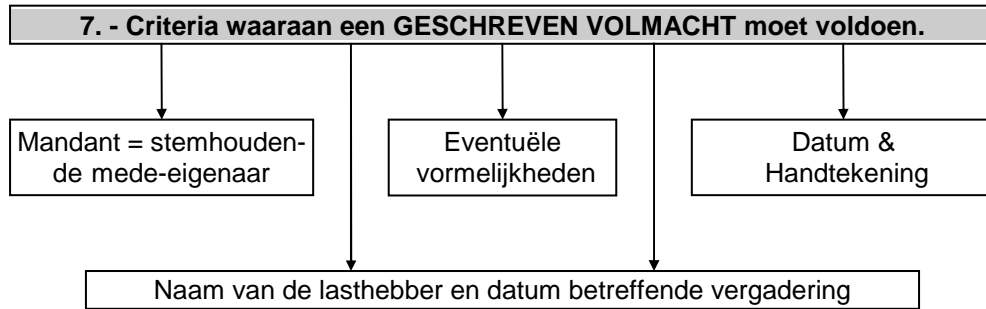 7. - Criteria waaraan een GESCHREVEN VOLMACHT moet voldoen.
Mandant = stemhouden-
de mede-eigenaar
Eventuële
vormelijkheden
Datum &
Handtekening
Naam van de lasthebber en datum betreffende vergadering